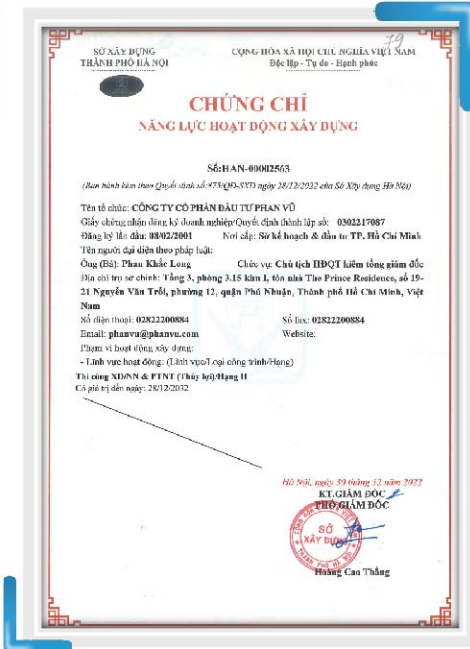 79
SỞ XÂY DỰNG
THÀNH PHỐ HÀ NỘI
CỘNG HÒA XÃ HỘI CHỦ NGHĨA VIỆT NAM
Độc lập - Tự do - Hạnh phúc
CHỨNG CHỈ
NĂNG LỰC HOẠT ĐỘNG XÂY DỰNG
Số:HAN-00002563
(Ban hành kèm theo Quyết định số: /QĐ-SXD ngày 28/12/2022 của Sở Xây dựng Hà Nội)
Tên tổ chức: CÔNG TY CỔ PHẦN ĐẦU TƯ PHAN VŨ
Giấy chứng nhận đăng ký doanh nghiệp/Quyết định thành lập số: 0302217087
Đăng ký lần đầu: 08/02/2001 Nơi cấp: Sở kế hoạch & đầu tư TP. Hồ Chí Minh
Tên người đại diện theo pháp luật:
Ông (Bà): Phan Khắc Long Chức vụ: Chủ tịch HĐQT kiêm tổng giám đốc
Địa chỉ trụ sở chính: Tầng 3, phòng 3.15 khu 1, tòa nhà The Prince Residence, số 19-
21 Nguyễn Văn Trỗi, phường 12, quận Phú Nhuận, Thành phố Hồ Chí Minh, Việt
Nam
Số điện thoại: 02822200884 Số fax: 02822200884
Email: phanvu@phanvu.com Website:
Phạm vi hoạt động xây dựng:
- Lĩnh vực hoạt động: (Lĩnh vực/Loại công trình/Hạng)
Thi công XD/NN & PTNT (Thủy lợi)/Hạng II
Có giá trị đến ngày: 28/12/2032
Hà Nội, ngày 30 tháng 12 năm 2022
KT.GIÁM ĐỐC
PHÓ GIÁM ĐỐC
SỞ
XÂY DỰNG
Hoàng Cao Thắng